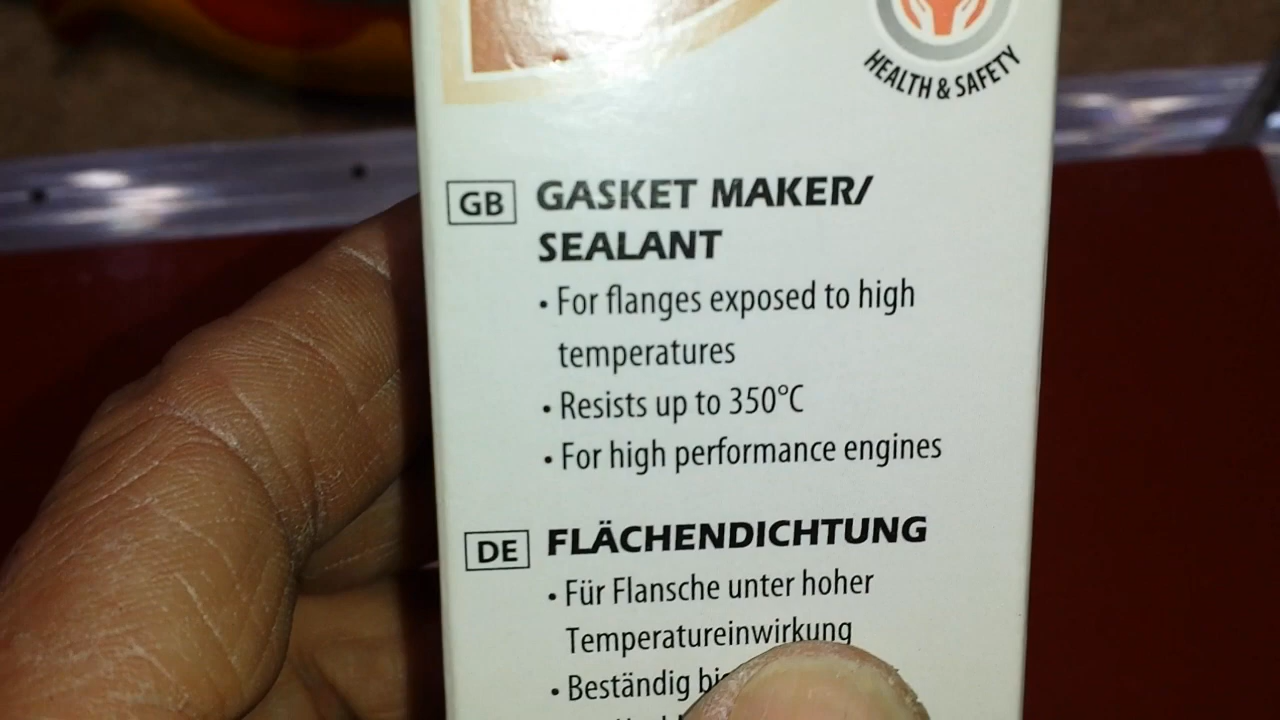 HEALTH & SAFETY
GB GASKET MAKER/
SEALANT
• For flanges exposed to high
temperatures
• Resists up to 350°C
• For high performance engines
DE FLÄCHENDICHTUNG
• Für Flansche unter hoher
Temperatureinwirkung
• Beständig